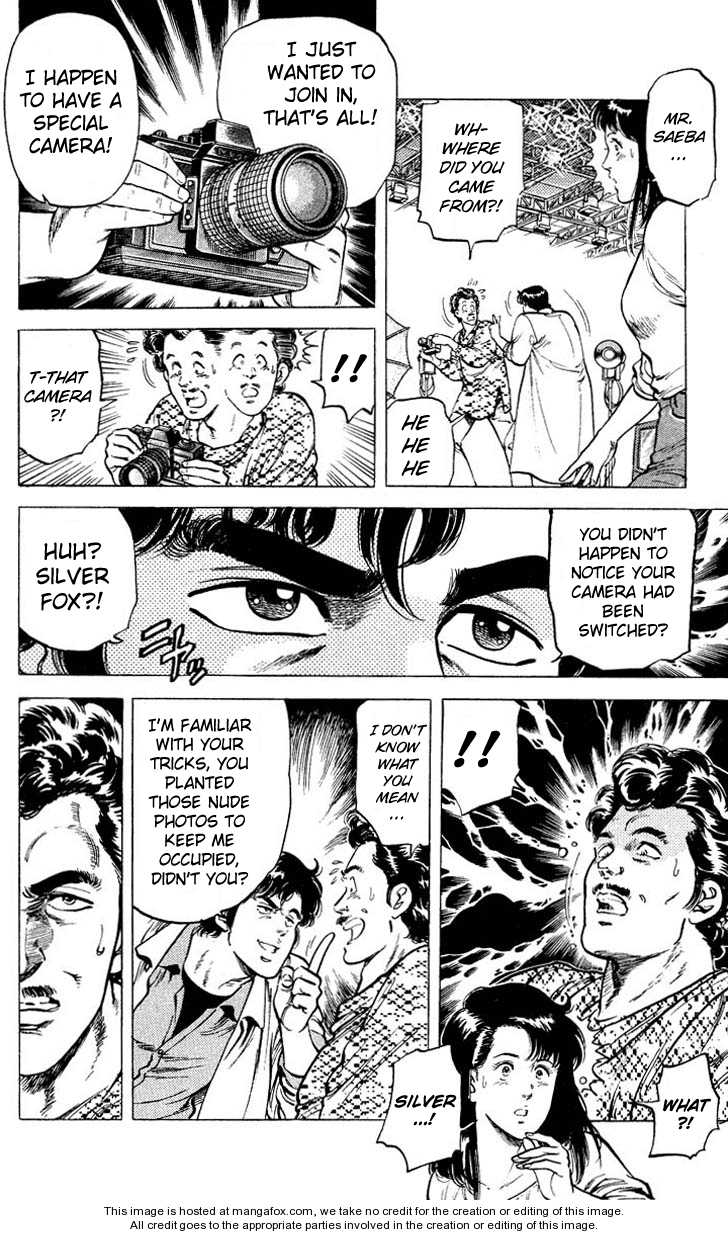 MR.
SAEBA
...
WH-
WHERE
DID YOU
CAME
FROM?!
HE
HE
HE
I JUST
WANTED TO
JOIN IN,
THAT'S ALL!
I HAPPEN
TO HAVE A
SPECIAL
CAMERA!
!!
T-THAT
CAMERA
?!
YOU DIDN'T
HAPPEN TO
NOTICE YOUR
CAMERA HAD
BEEN
SWITCHED?
HUH?
SILVER
FOX?!
ニヤッ
!!
WHAT
?!
SILVER
...!
I DON'T
KNOW
WHAT
YOU
MEAN
...
I'M FAMILIAR
WITH YOUR
TRICKS, YOU
PLANTED
THOSE NUDE
PHOTOS TO
KEEP ME
OCCUPIED,
DIDN'T YOU?
This image is hosted at mangafox.com, we take no credit for the creation or editing of this image.
All credit goes to the appropriate parties involved in the creation or editing of this image.